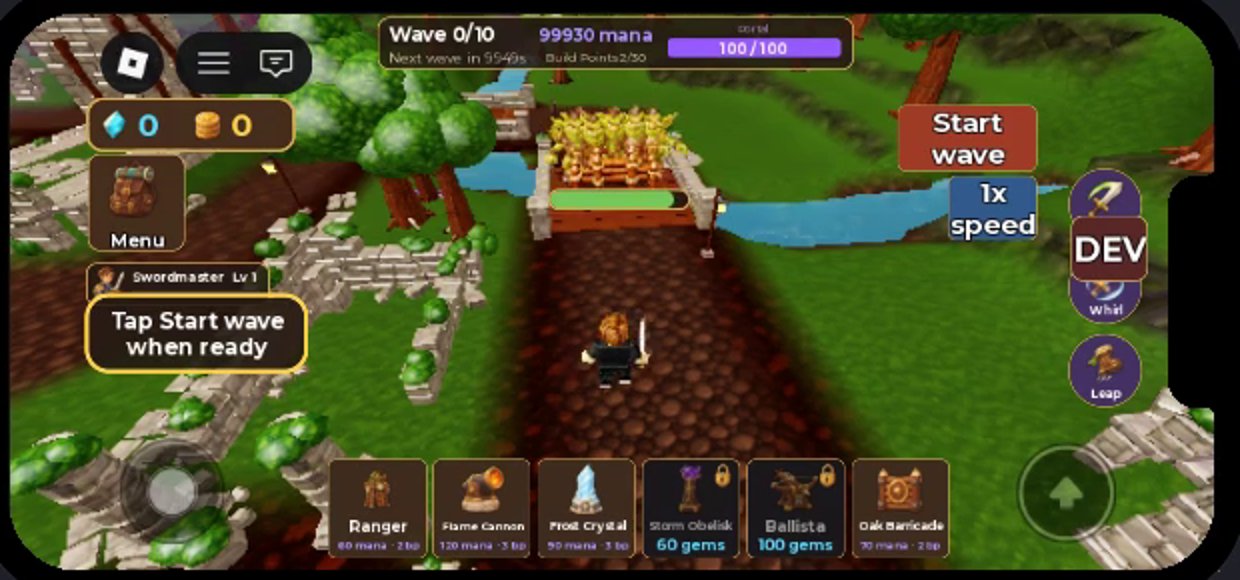 Wave 0/10
99930 mana
Portal
100/100
Next wave in 9949s
Build Points 2/30
0
0
Start
wave
1x
speed
Menu
DEV
Whirl
Swordmaster Lv 1
Tap Start wave
when ready
Leap
Ranger
60 mana · 2 bp
Flame Cannon
120 mana · 3 bp
Frost Crystal
90 mana · 3 bp
Storm Obelisk
60 gems
Ballista
100 gems
Oak Barricade
70 mana · 2 bp